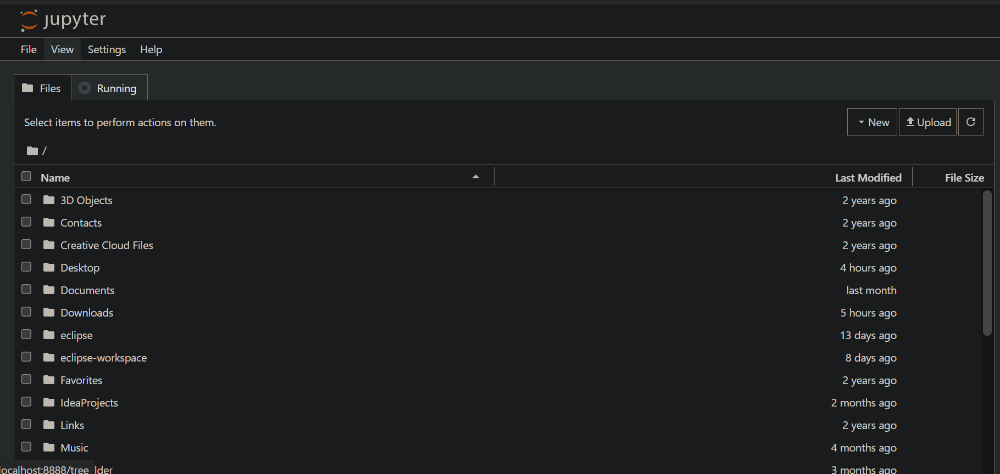 jupyter
File View Settings Help
Files Running
Select items to perform actions on them.
New Upload
/
Name Last Modified File Size
3D Objects 2 years ago
Contacts 2 years ago
Creative Cloud Files 2 years ago
Desktop 4 hours ago
Documents last month
Downloads 5 hours ago
eclipse 13 days ago
eclipse-workspace 8 days ago
Favorites 2 years ago
IdeaProjects 2 months ago
Links 2 years ago
Music 4 months ago
localhost:8888/tree lder 3 months ago